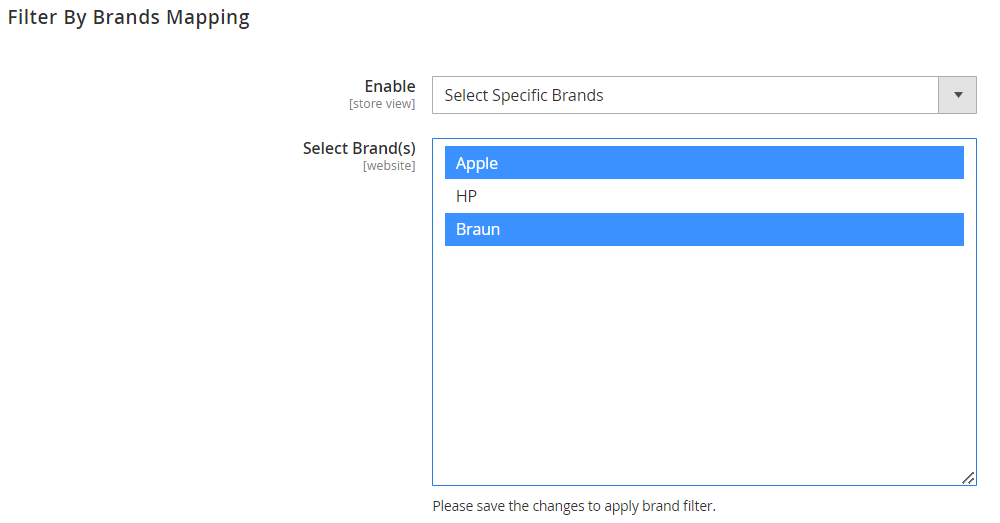 Filter By Brands Mapping
Enable
[store view]
Select Specific Brands
Select Brand(s)
[website]
Apple
HP
Braun
Please save the changes to apply brand filter.